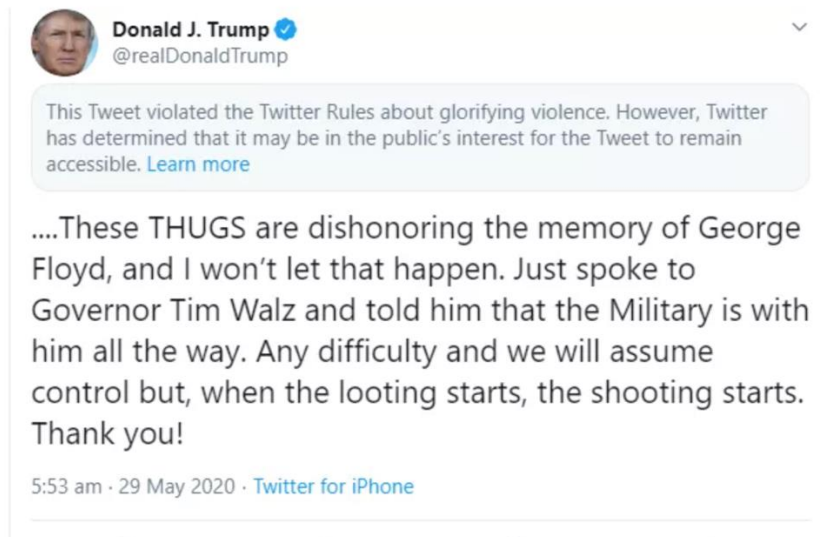 Donald J. Trump
@realDonaldTrump
This Tweet violated the Twitter Rules about glorifying violence. However, Twitter
has determined that it may be in the public's interest for the Tweet to remain
accessible. Learn more
....These THUGS are dishonoring the memory of George
Floyd, and I won't let that happen. Just spoke to
Governor Tim Walz and told him that the Military is with
him all the way. Any difficulty and we will assume
control but, when the looting starts, the shooting starts.
Thank you!
5:53 am · 29 May 2020 · Twitter for iPhone